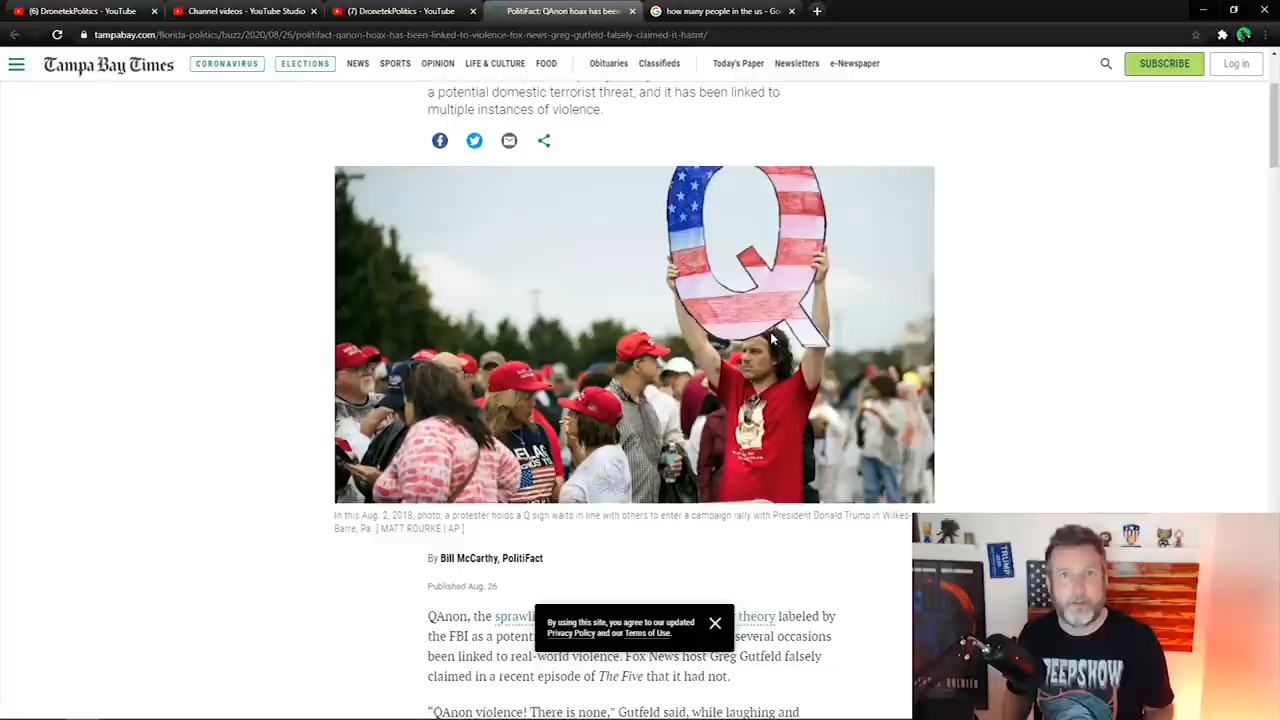 (6) DronetekPolitics - YouTube
Channel videos - YouTube Studio
(7) DronetekPolitics - YouTube
PolitiFact: QAnon hoax has been
how many people in the us - Go
tampabay.com/florida-politics/buzz/2020/08/26/politifact-qanon-hoax-has-been-linked-to-violence-fox-news-greg-gutfeld-falsely-claimed-it-hasnt/
Tampa Bay Times
CORONAVIRUS
ELECTIONS
NEWS SPORTS OPINION LIFE & CULTURE FOOD
Obituaries Classifieds
Today's Paper Newsletters e-Newspaper
SUBSCRIBE
Log in
a potential domestic terrorist threat, and it has been linked to
multiple instances of violence.
Q
In this Aug. 2, 2018, photo, a protester holds a Q sign waits in line with others to enter a campaign rally with President Donald Trump in Wilkes-
Barre, Pa. [ MATT ROURKE | AP ]
By Bill McCarthy, PolitiFact
Published Aug. 26
QAnon, the sprawli theory labeled by
the FBI as a potent several occasions
been linked to real-world violence. Fox News host Greg Gutfeld falsely
claimed in a recent episode of The Five that it had not.
"QAnon violence! There is none," Gutfeld said, while laughing and
By using this site, you agree to our updated
Privacy Policy and our Terms of Use.
TRUMP
EEPSHOW